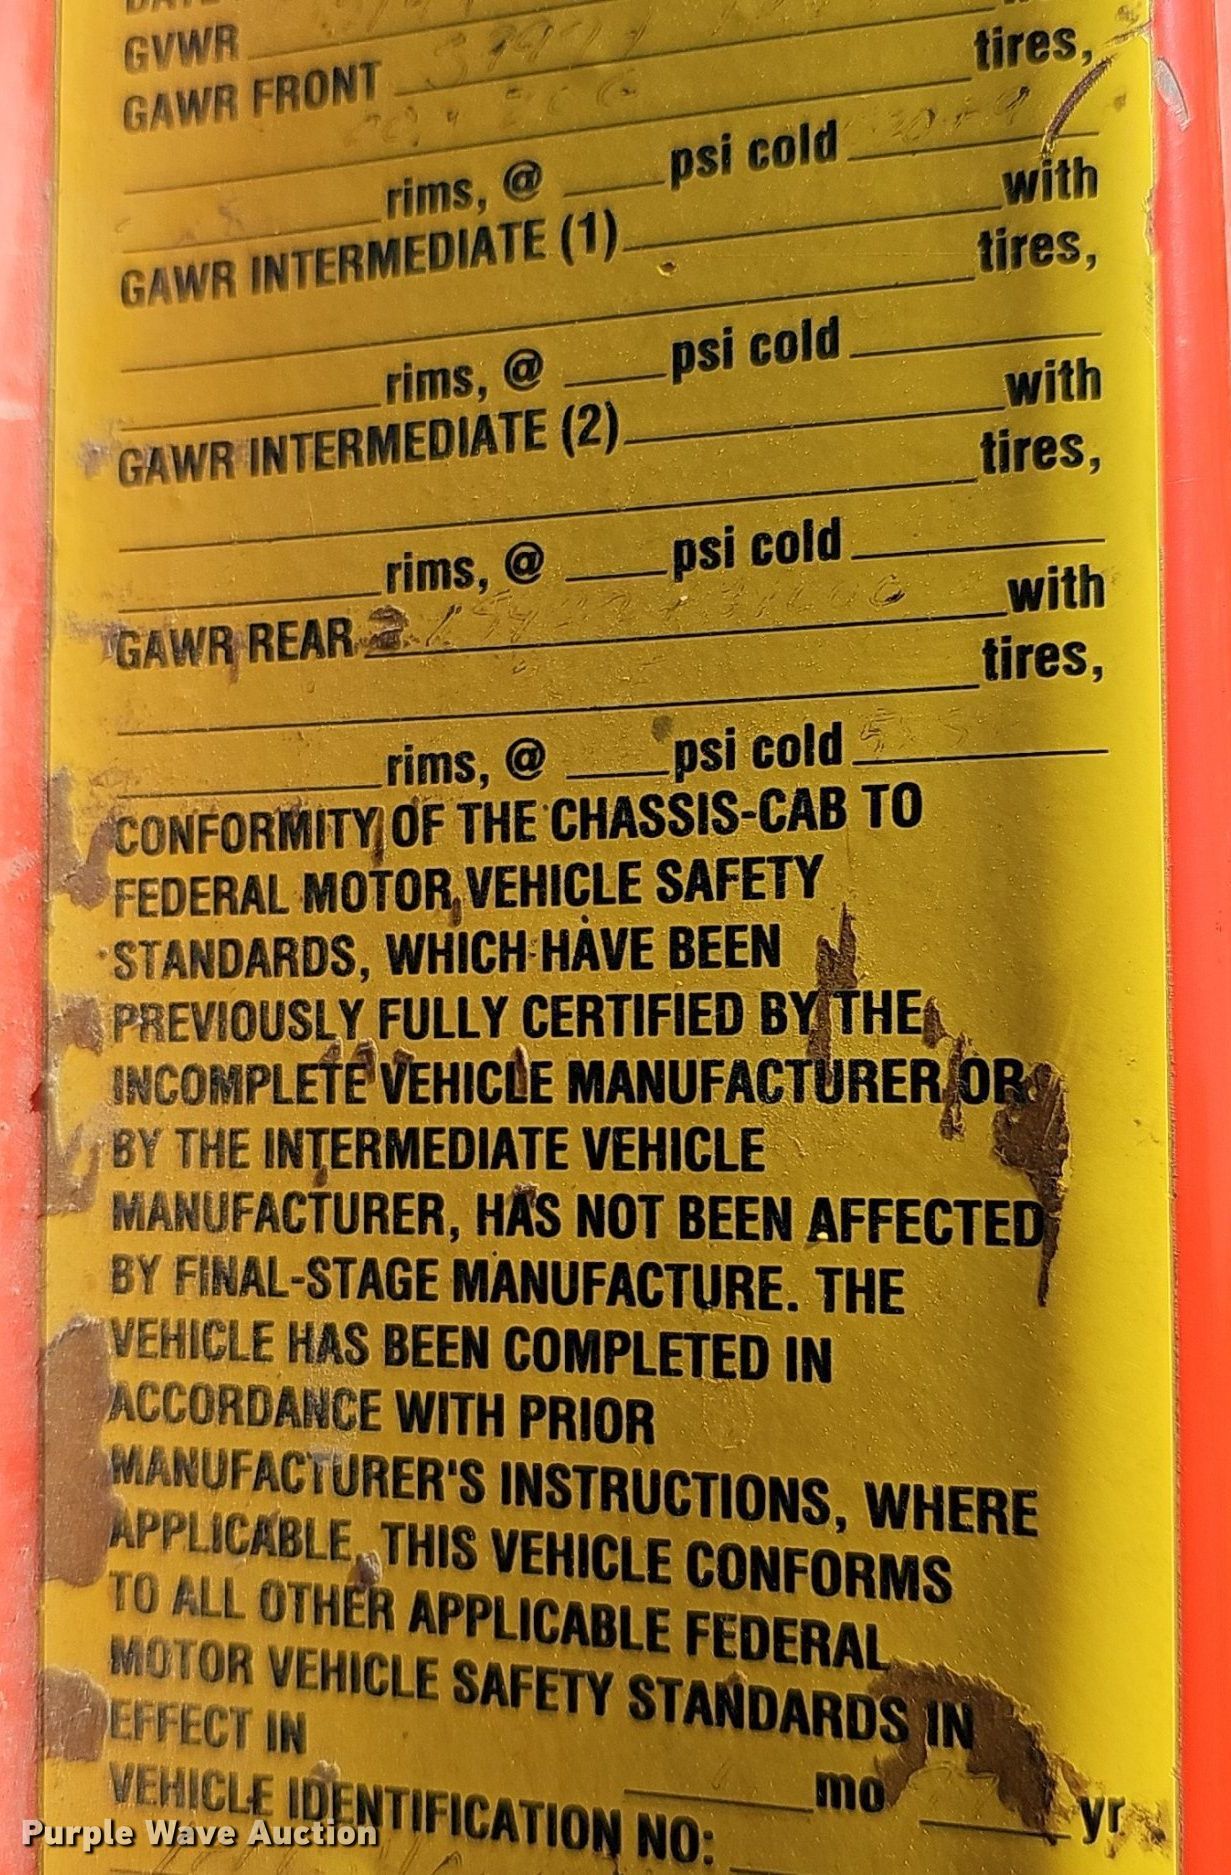 DATE
GVWR
GAWR FRONT tires,
rims, @ psi cold
GAWR INTERMEDIATE (1) with
tires,
rims, @ psi cold
GAWR INTERMEDIATE (2) with
tires,
rims, @ psi cold
GAWR REAR with
tires,
rims, @ psi cold
CONFORMITY OF THE CHASSIS-CAB TO
FEDERAL MOTOR VEHICLE SAFETY
STANDARDS, WHICH HAVE BEEN
PREVIOUSLY FULLY CERTIFIED BY THE
INCOMPLETE VEHICLE MANUFACTURER OR
BY THE INTERMEDIATE VEHICLE
MANUFACTURER, HAS NOT BEEN AFFECTED
BY FINAL-STAGE MANUFACTURE. THE
VEHICLE HAS BEEN COMPLETED IN
ACCORDANCE WITH PRIOR
MANUFACTURER'S INSTRUCTIONS, WHERE
APPLICABLE, THIS VEHICLE CONFORMS
TO ALL OTHER APPLICABLE FEDERAL
MOTOR VEHICLE SAFETY STANDARDS IN
EFFECT IN
mo yr
VEHICLE IDENTIFICATION NO:
Purple Wave Auction